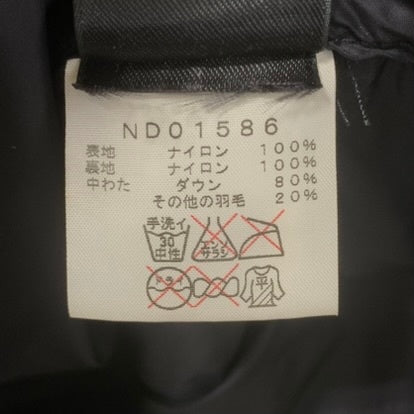 ND01586
表地 ナイロン 100%
裏地 ナイロン 100%
中わた ダウン 80%
その他の羽毛 20%
手洗イ
30
中性
エンソ
サラシ
ドライ
平